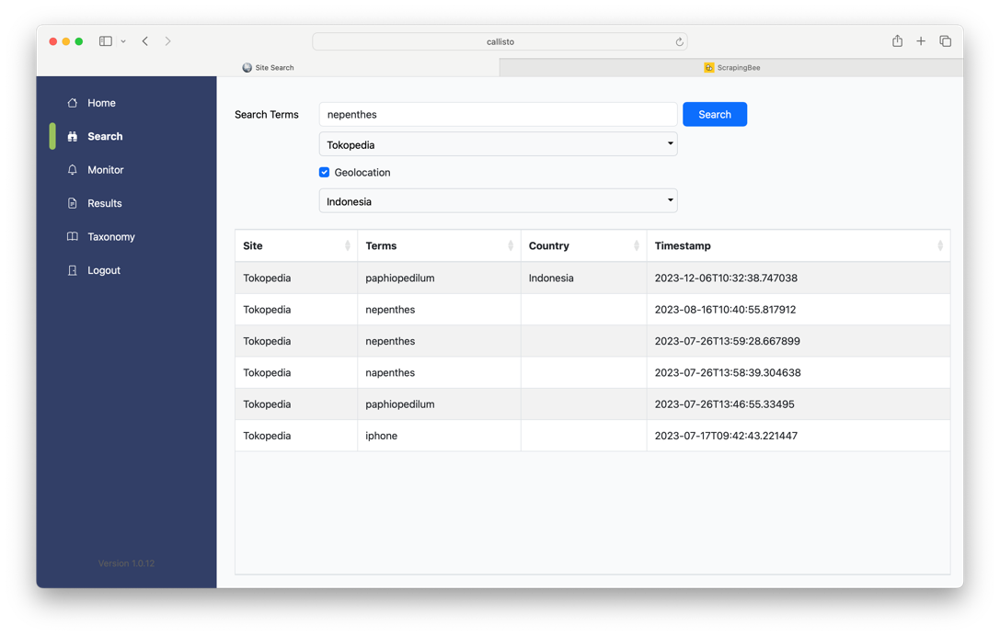 callisto
Site Search
ScrapingBee
Home
Search
Monitor
Results
Taxonomy
Logout
Version 1.0.12
Search Terms nepenthes Search
Tokopedia
Geolocation
Indonesia
Site Terms Country Timestamp
Tokopedia paphiopedilum Indonesia 2023-12-06T10:32:38.747038
Tokopedia nepenthes 2023-08-16T10:40:55.817912
Tokopedia nepenthes 2023-07-26T13:59:28.667899
Tokopedia napenthes 2023-07-26T13:58:39.304638
Tokopedia paphiopedilum 2023-07-26T13:46:55.33495
Tokopedia iphone 2023-07-17T09:42:43.221447